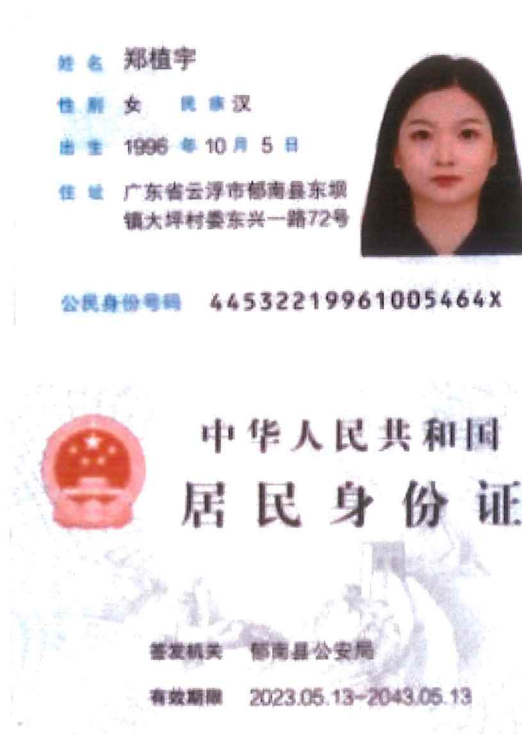 姓名 郑植宇
性别 女 民族 汉
出生 1996 年 10 月 5 日
住址 广东省云浮市郁南县东坝
镇大坪村委东兴一路72号
公民身份号码 44532219961005464X
中华人民共和国
居民身份证
签发机关 郁南县公安局
有效期限 2023.05.13-2043.05.13